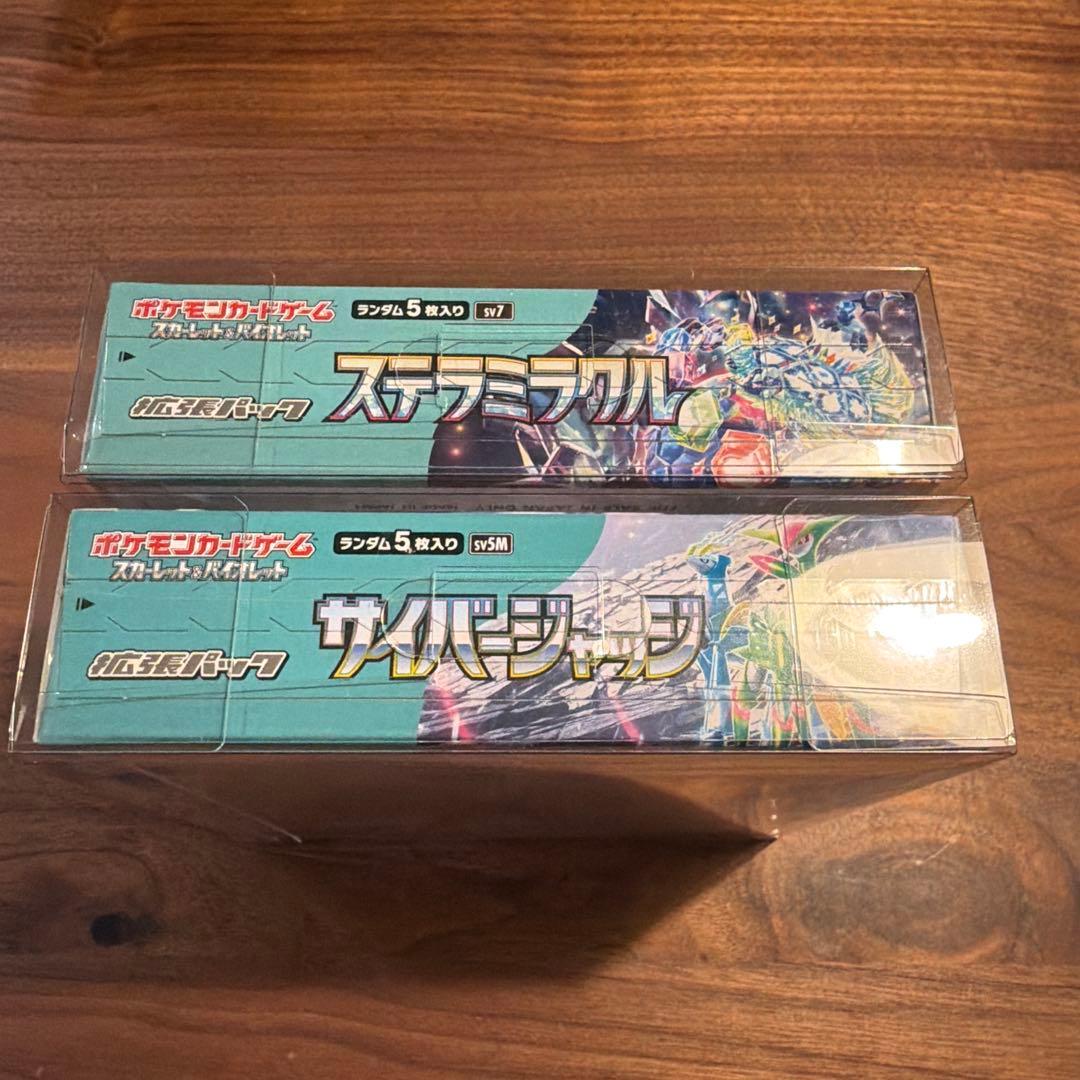 ポケモンカードゲーム
スカーレット&バイオレット
ランダム5枚入り
sv7
拡張パック
ステラミラクル
ポケモンカードゲーム
スカーレット&バイオレット
ランダム5枚入り
sv5M
拡張パック
サイバージャッジ